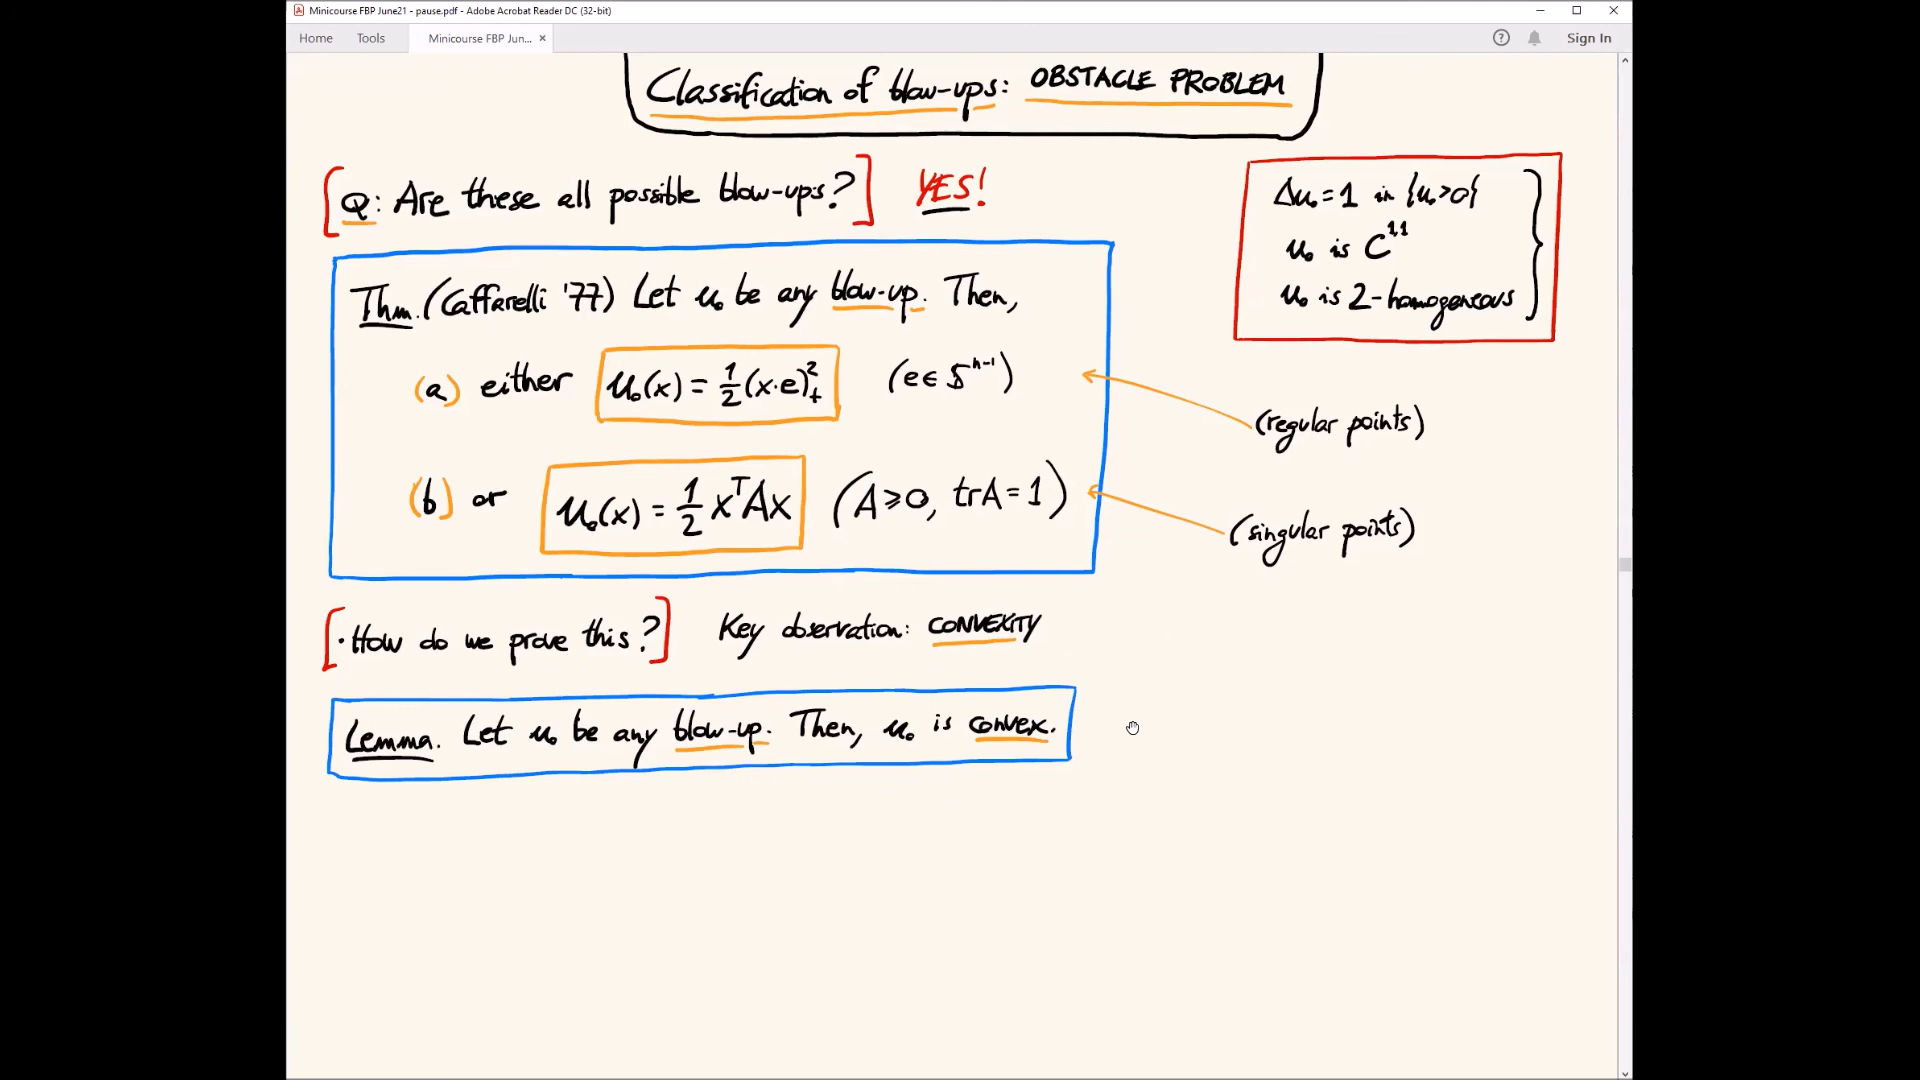 Minicourse FBP June21 - pause.pdf - Adobe Acrobat Reader DC (32-bit)
Home Tools Minicourse FBP Jun... × Sign In
Classification of blow-ups: OBSTACLE PROBLEM
[Q: Are these all possible blow-ups?] YES!
Δu₀ = 1 in {u₀>0}
u₀ is C^{1,1}
u₀ is 2-homogeneous
Thm. (Caffarelli '77) Let u₀ be any blow-up. Then,
(a) either u₀(x) = ½(x·e)₊² (e ∈ S^{n-1})
(regular points)
(b) or u₀(x) = ½ xᵀAx (A ≥ 0, trA = 1)
(singular points)
[· How do we prove this?] Key observation: CONVEXITY
Lemma. Let u₀ be any blow-up. Then, u₀ is convex.